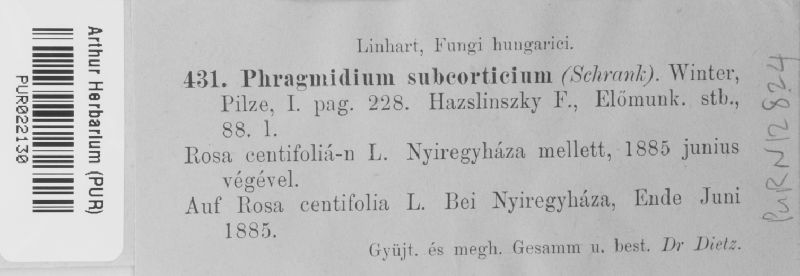 Arthur Herbarium (PUR)
PUR022130
Linhart, Fungi hungarici.
431. Phragmidium subcorticium (Schrank). Winter,
Pilze, I. pag. 228. Hazslinszky F., Előmunk. stb.,
88. l.
Rosa centifoliá-n L. Nyiregyháza mellett, 1885 junius
végével.
Auf Rosa centifolia L. Bei Nyiregyháza, Ende Juni
1885.
Gyüjt. és megh. Gesamm u. best. Dr Dietz.
PURN12824